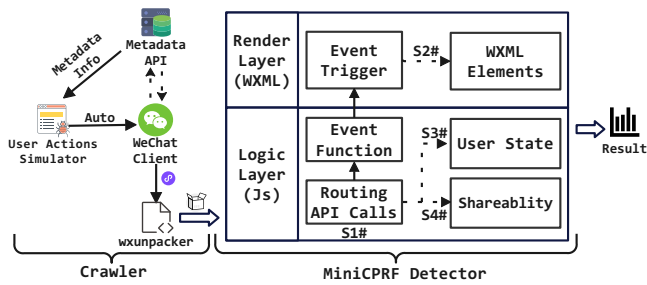 Metadata
API
Metadata
Info
Auto
User Actions
Simulator
WeChat
Client
wxunpacker
Crawler
Render
Layer
(WXML)
Event
Trigger
S2#
WXML
Elements
Logic
Layer
(Js)
Event
Function
Routing
API Calls
S1#
S3#
User State
S4#
Shareablity
MiniCPRF Detector
Result